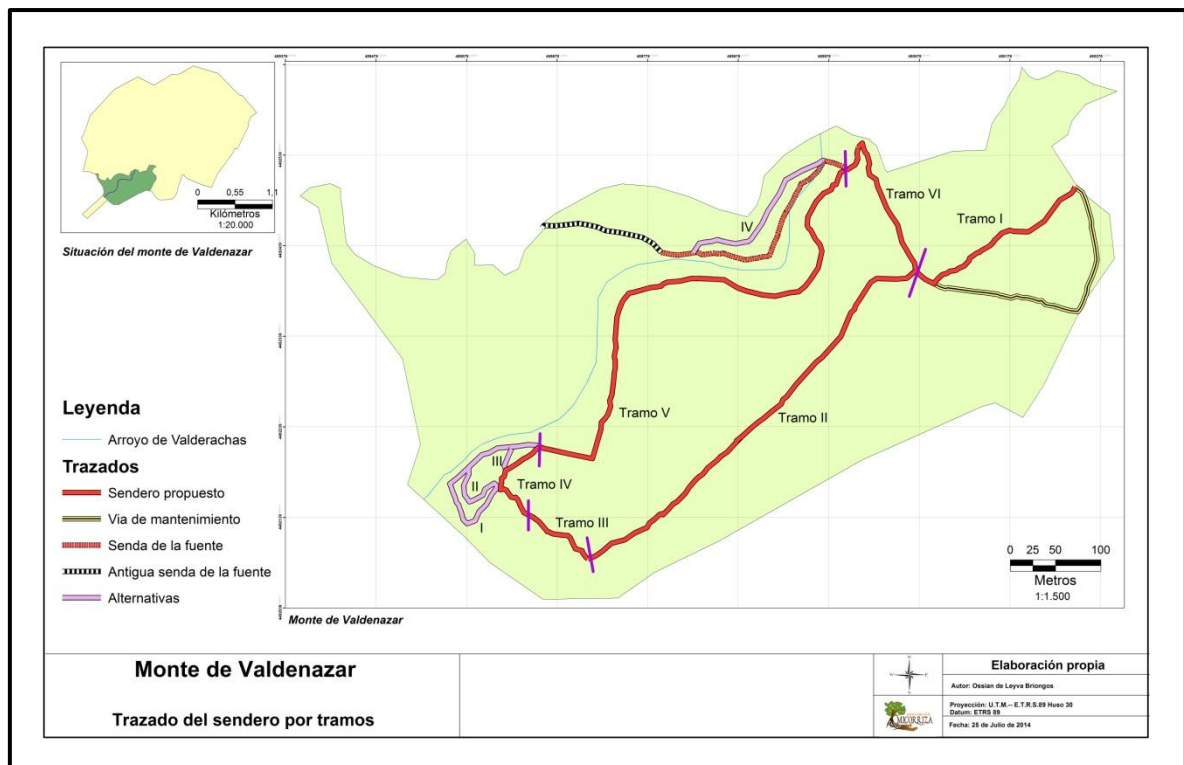 0 0,55 1,1
Kilómetros
1:20.000
Situación del monte de Valdenazar
Tramo VI
Tramo I
IV
Tramo V
Tramo II
III
Tramo IV
II
Tramo III
I
Leyenda
Arroyo de Valderachas
Trazados
Sendero propuesto
Via de mantenimiento
Senda de la fuente
Antigua senda de la fuente
Alternativas
0 25 50 100
Metros
1:1.500
Monte de Valdenazar
Monte de Valdenazar
Trazado del sendero por tramos
Elaboración propia
Autor: Ossian de Leyva Briongos
Proyección: U.T.M.-- E.T.R.S.89 Huso 30
Datum: ETRS 89
Fecha: 25 de Julio de 2014
MICORRIZA